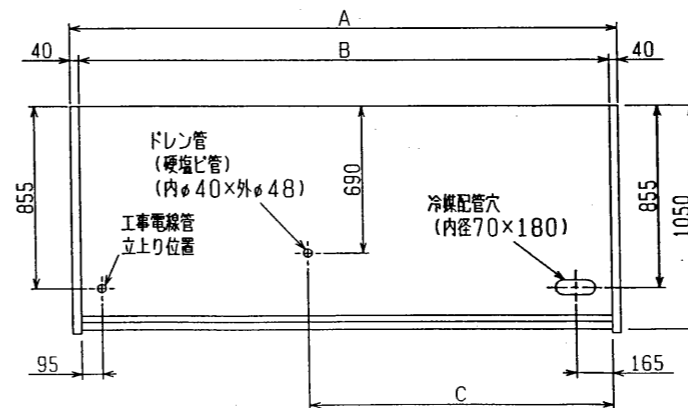 A
40
B
40
ドレン管
(硬塩ビ管)
(内φ40×外φ48)
855
690
855
1050
冷媒配管穴
(内径70×180)
工事電線管
立上り位置
95
165
C